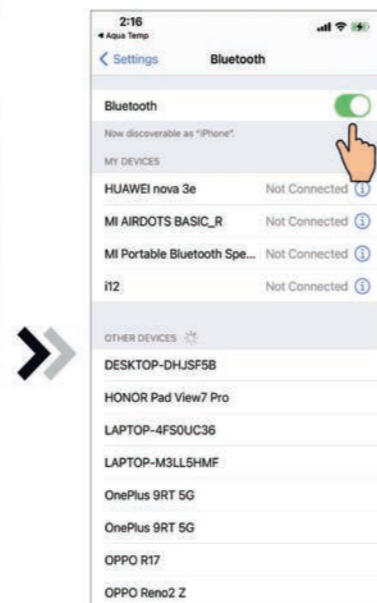 2:16
◀ Aqua Temp
Settings Bluetooth
Bluetooth
Now discoverable as "iPhone".
MY DEVICES
HUAWEI nova 3e Not Connected
MI AIRDOTS BASIC_R Not Connected
MI Portable Bluetooth Spe... Not Connected
i12 Not Connected
OTHER DEVICES
DESKTOP-DHJSF5B
HONOR Pad View7 Pro
LAPTOP-4FS0UC36
LAPTOP-M3LL5HMF
OnePlus 9RT 5G
OnePlus 9RT 5G
OPPO R17
OPPO Reno2 Z